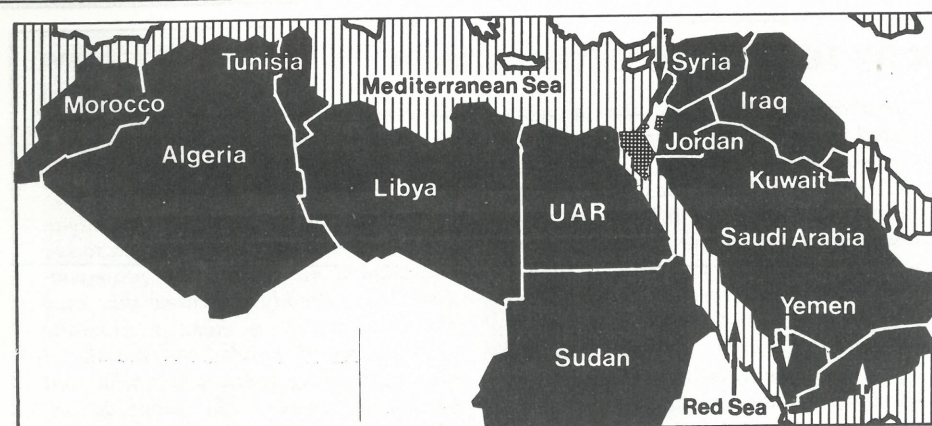 Tunisia
Syria
Mediterranean Sea
Morocco
Iraq
Jordan
Algeria
Kuwait
Libya
UAR
Saudi Arabia
Yemen
Sudan
Red Sea